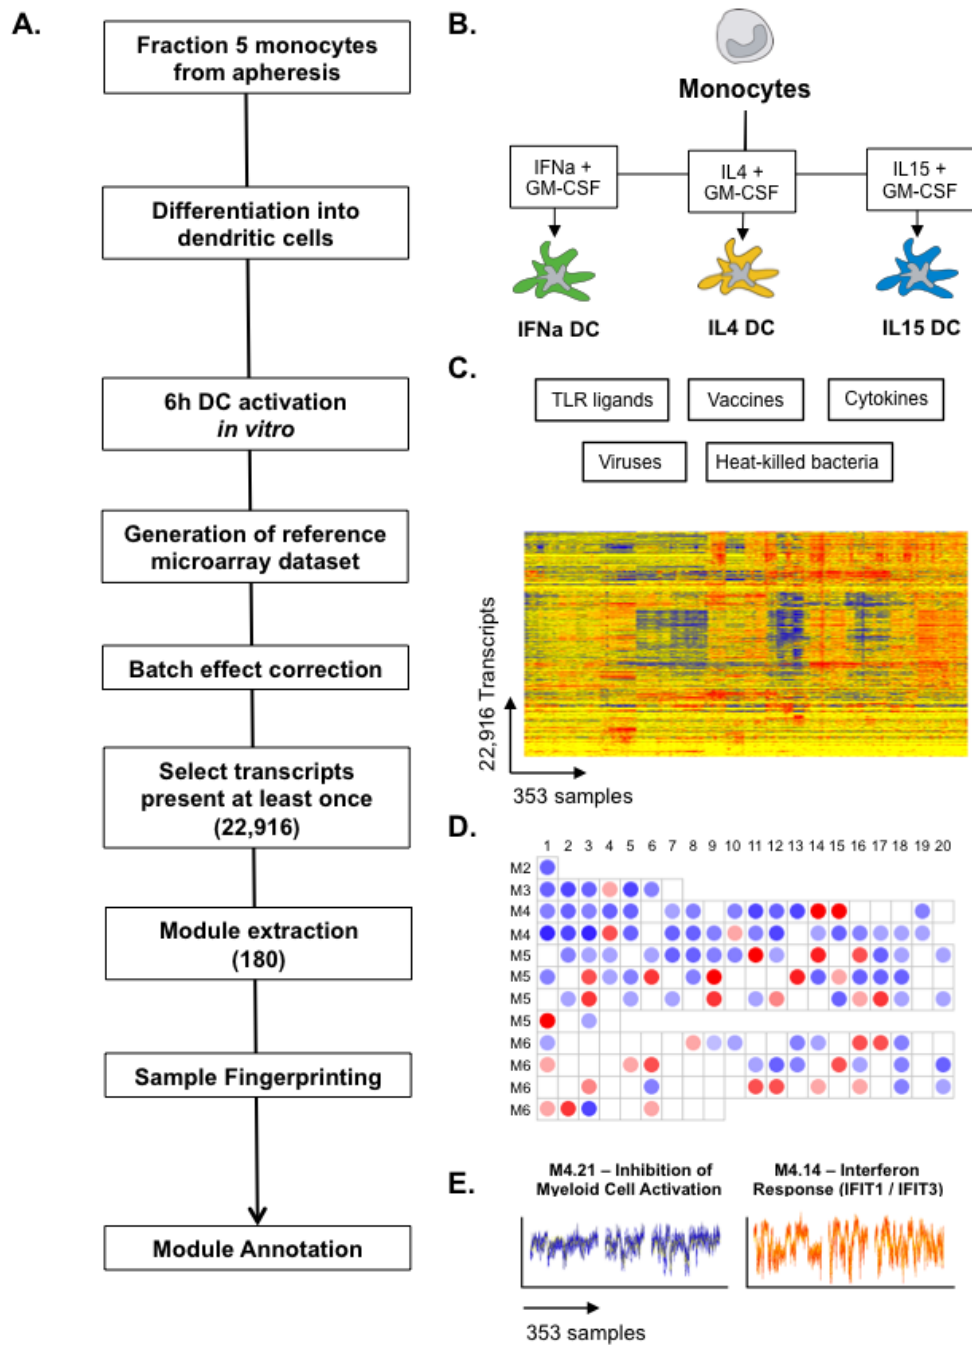 A.
Fraction 5 monocytes
from apheresis
Differentiation into
dendritic cells
6h DC activation
in vitro
Generation of reference
microarray dataset
Batch effect correction
Select transcripts
present at least once
(22,916)
Module extraction
(180)
Sample Fingerprinting
Module Annotation
B.
Monocytes
IFNa +
GM-CSF
IL4 +
GM-CSF
IL15 +
GM-CSF
IFNa DC
IL4 DC
IL15 DC
C.
TLR ligands
Vaccines
Cytokines
Viruses
Heat-killed bacteria
22,916 Transcripts
353 samples
D.
1 2 3 4 5 6 7 8 9 10 11 12 13 14 15 16 17 18 19 20
M2
M3
M4
M4
M5
M5
M5
M5
M6
M6
M6
M6
E.
M4.21 – Inhibition of
Myeloid Cell Activation
M4.14 – Interferon
Response (IFIT1 / IFIT3)
353 samples